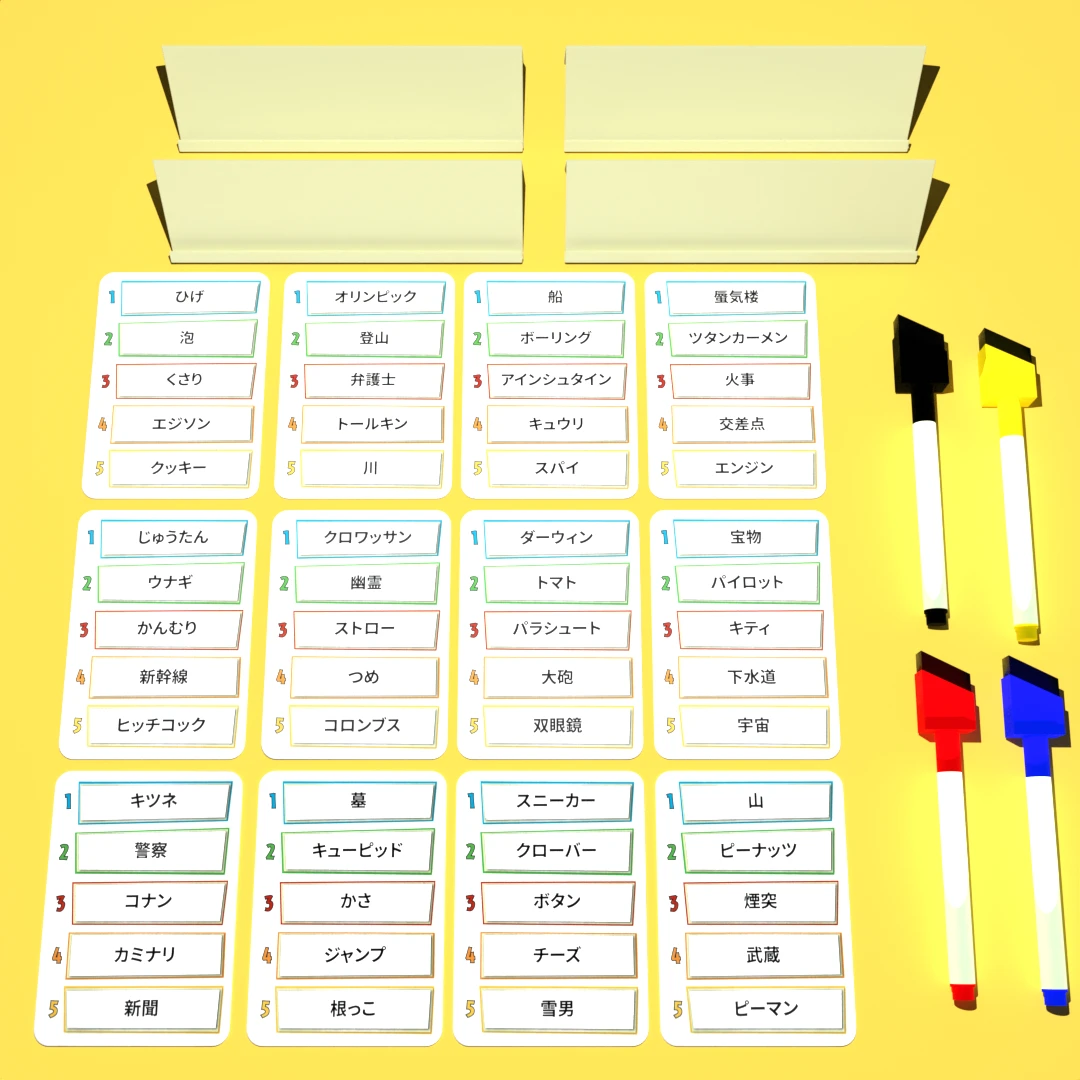 1 ひげ
2 泡
3 くさり
4 エジソン
5 クッキー
1 オリンピック
2 登山
3 弁護士
4 トールキン
5 川
1 船
2 ボーリング
3 アインシュタイン
4 キュウリ
5 スパイ
1 蜃気楼
2 ツタンカーメン
3 火事
4 交差点
5 エンジン
1 じゅうたん
2 ウナギ
3 かんむり
4 新幹線
5 ヒッチコック
1 クロワッサン
2 幽霊
3 ストロー
4 つめ
5 コロンブス
1 ダーウィン
2 トマト
3 パラシュート
4 大砲
5 双眼鏡
1 宝物
2 パイロット
3 キティ
4 下水道
5 宇宙
1 キツネ
2 警察
3 コナン
4 カミナリ
5 新聞
1 墓
2 キューピッド
3 かさ
4 ジャンプ
5 根っこ
1 スニーカー
2 クローバー
3 ボタン
4 チーズ
5 雪男
1 山
2 ピーナッツ
3 煙突
4 武蔵
5 ピーマン